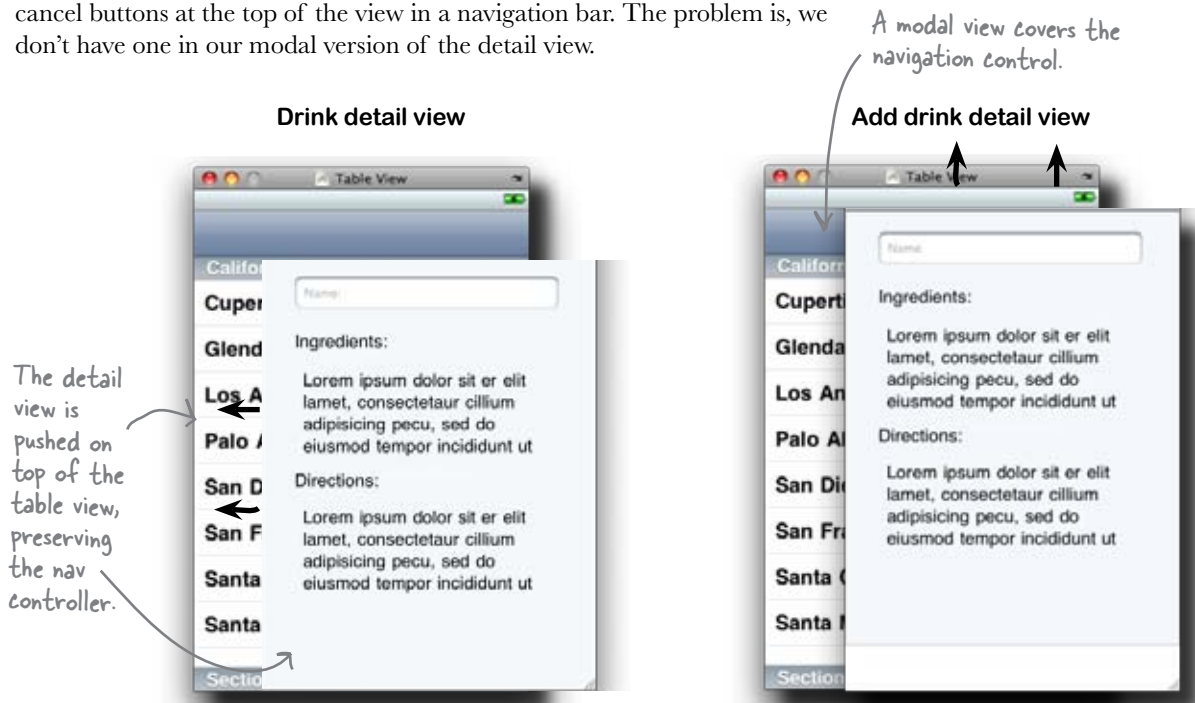 cancel buttons at the top of the view in a navigation bar. The problem is, we
don't have one in our modal version of the detail view.
A modal view covers the
navigation control.
Drink detail view
Table View
Califo
Cuper
Glend
Los A
Palo A
San D
San F
Santa
Santa
Sectio
Name
Ingredients:
Lorem ipsum dolor sit er elit
lamet, consectetaur cillium
adipisicing pecu, sed do
eiusmod tempor incididunt ut
Directions:
Lorem ipsum dolor sit er elit
lamet, consectetaur cillium
adipisicing pecu, sed do
eiusmod tempor incididunt ut
The detail
view is
pushed on
top of the
table view,
preserving
the nav
controller.
Add drink detail view
Table View
Califorr
Cuperti
Glenda
Los An
Palo Al
San Die
San Fra
Santa C
Santa M
Section
Name
Ingredients:
Lorem ipsum dolor sit er elit
lamet, consectetaur cillium
adipisicing pecu, sed do
eiusmod tempor incididunt ut
Directions:
Lorem ipsum dolor sit er elit
lamet, consectetaur cillium
adipisicing pecu, sed do
eiusmod tempor incididunt ut